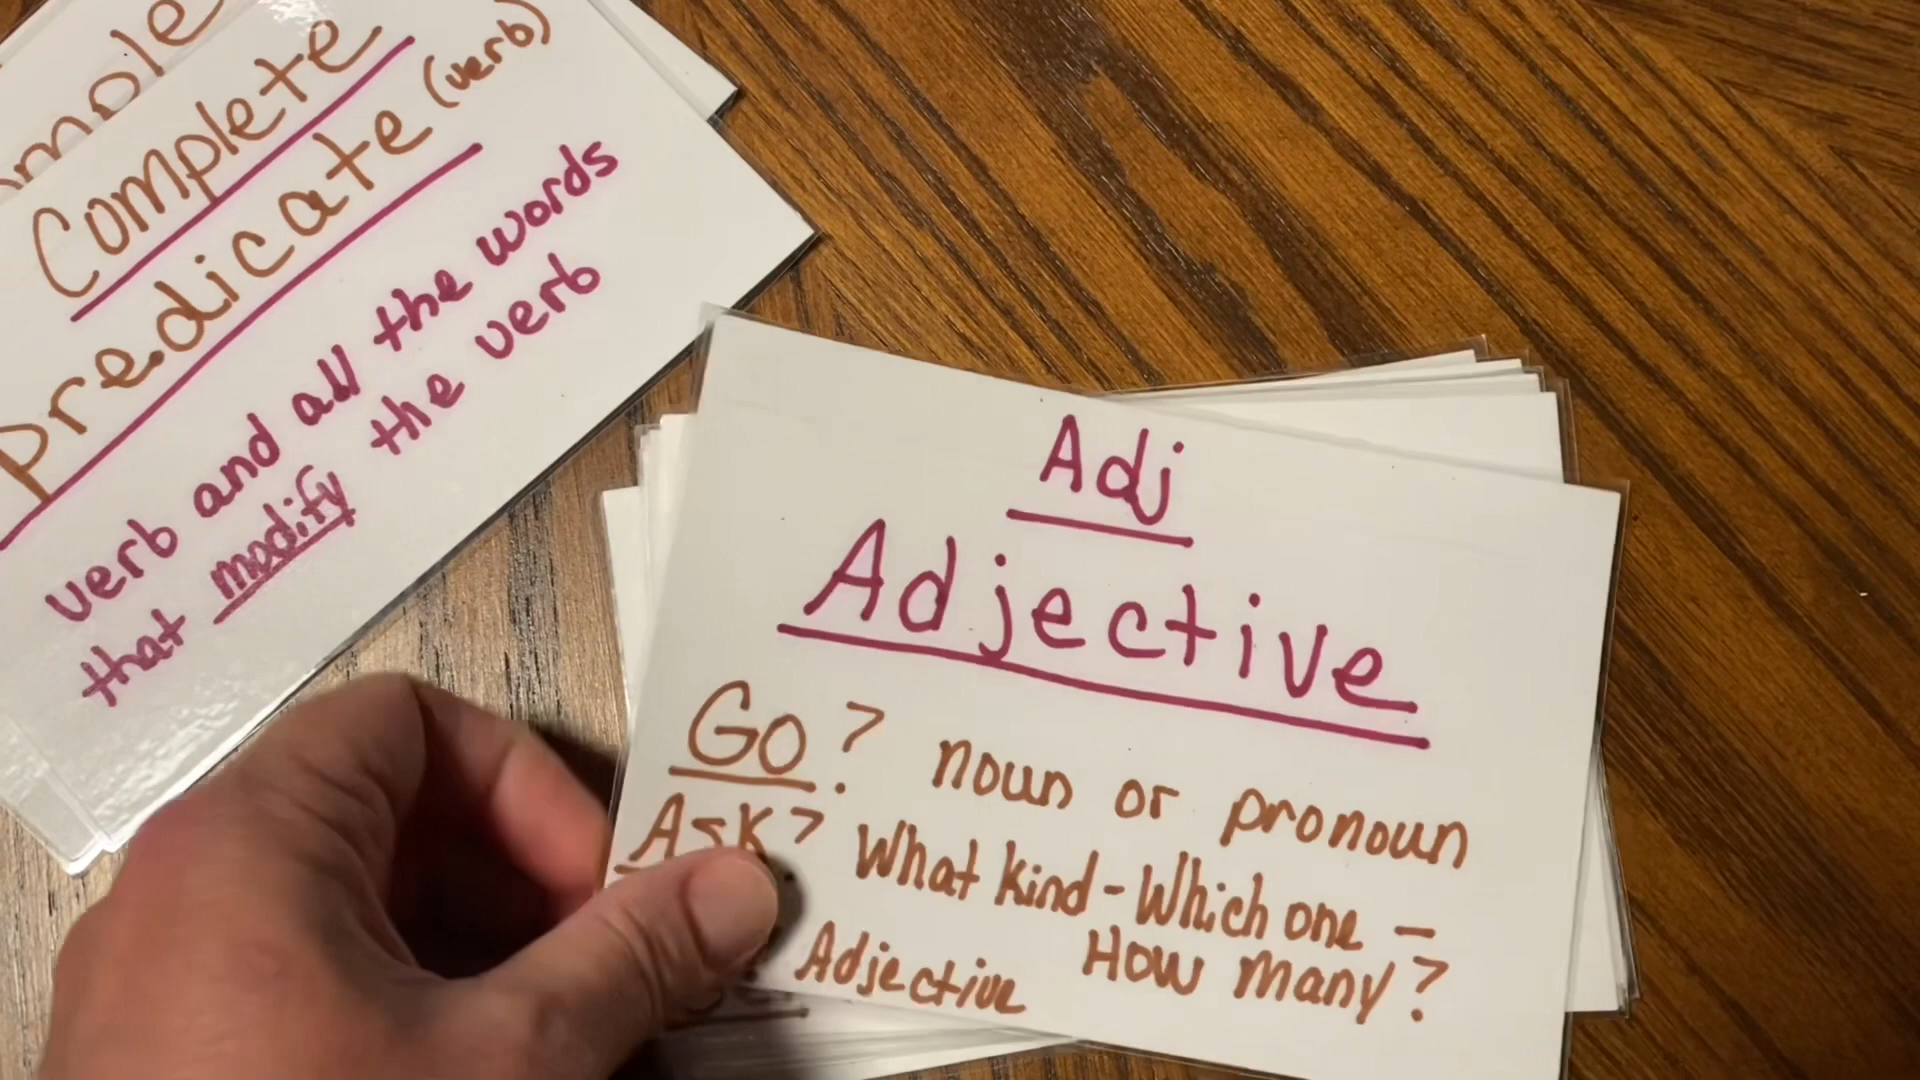 Complete
Predicate (verb)
verb and all the words
that modify the verb
Adj
Adjective
Go? noun or pronoun
Ask? What kind - Which one -
How many?
Adjective